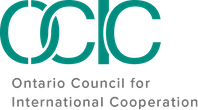 OCIC
Ontario Council for
International Cooperation